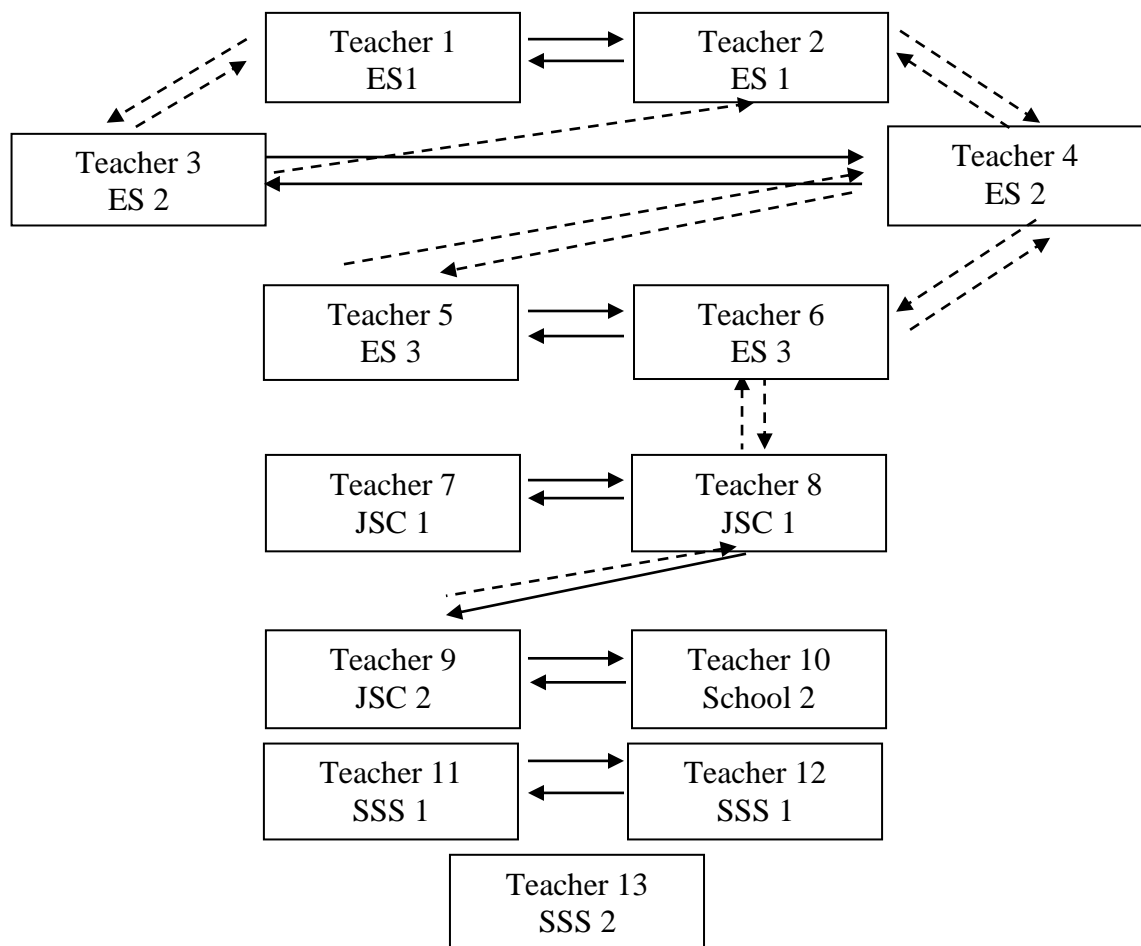 Teacher 1
ES1
Teacher 2
ES 1
Teacher 3
ES 2
Teacher 4
ES 2
Teacher 5
ES 3
Teacher 6
ES 3
Teacher 7
JSC 1
Teacher 8
JSC 1
Teacher 9
JSC 2
Teacher 10
School 2
Teacher 11
SSS 1
Teacher 12
SSS 1
Teacher 13
SSS 2